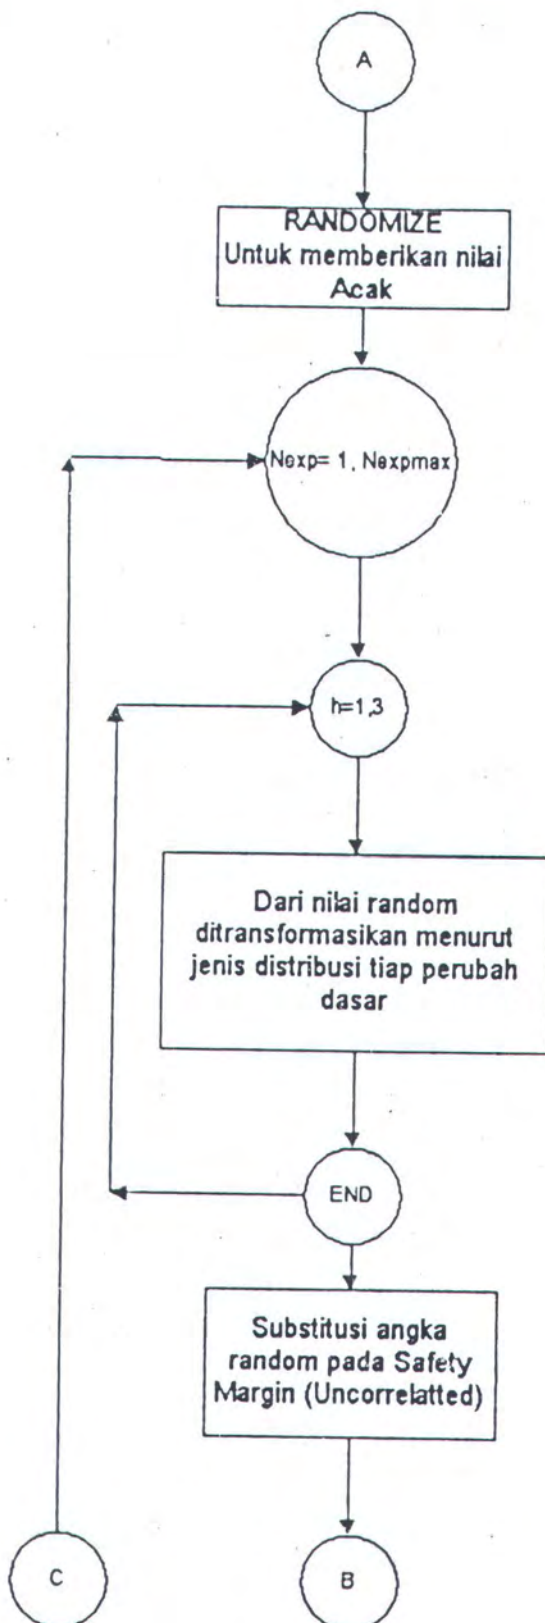 A
RANDOMIZE
Untuk memberikan nilai
Acak
Nexp= 1, Nexpmax
h=1,3
Dari nilai random
ditransformasikan menurut
jenis distribusi tiap perubah
dasar
END
Substitusi angka
random pada Safety
Margin (Uncorrelatted)
C
B